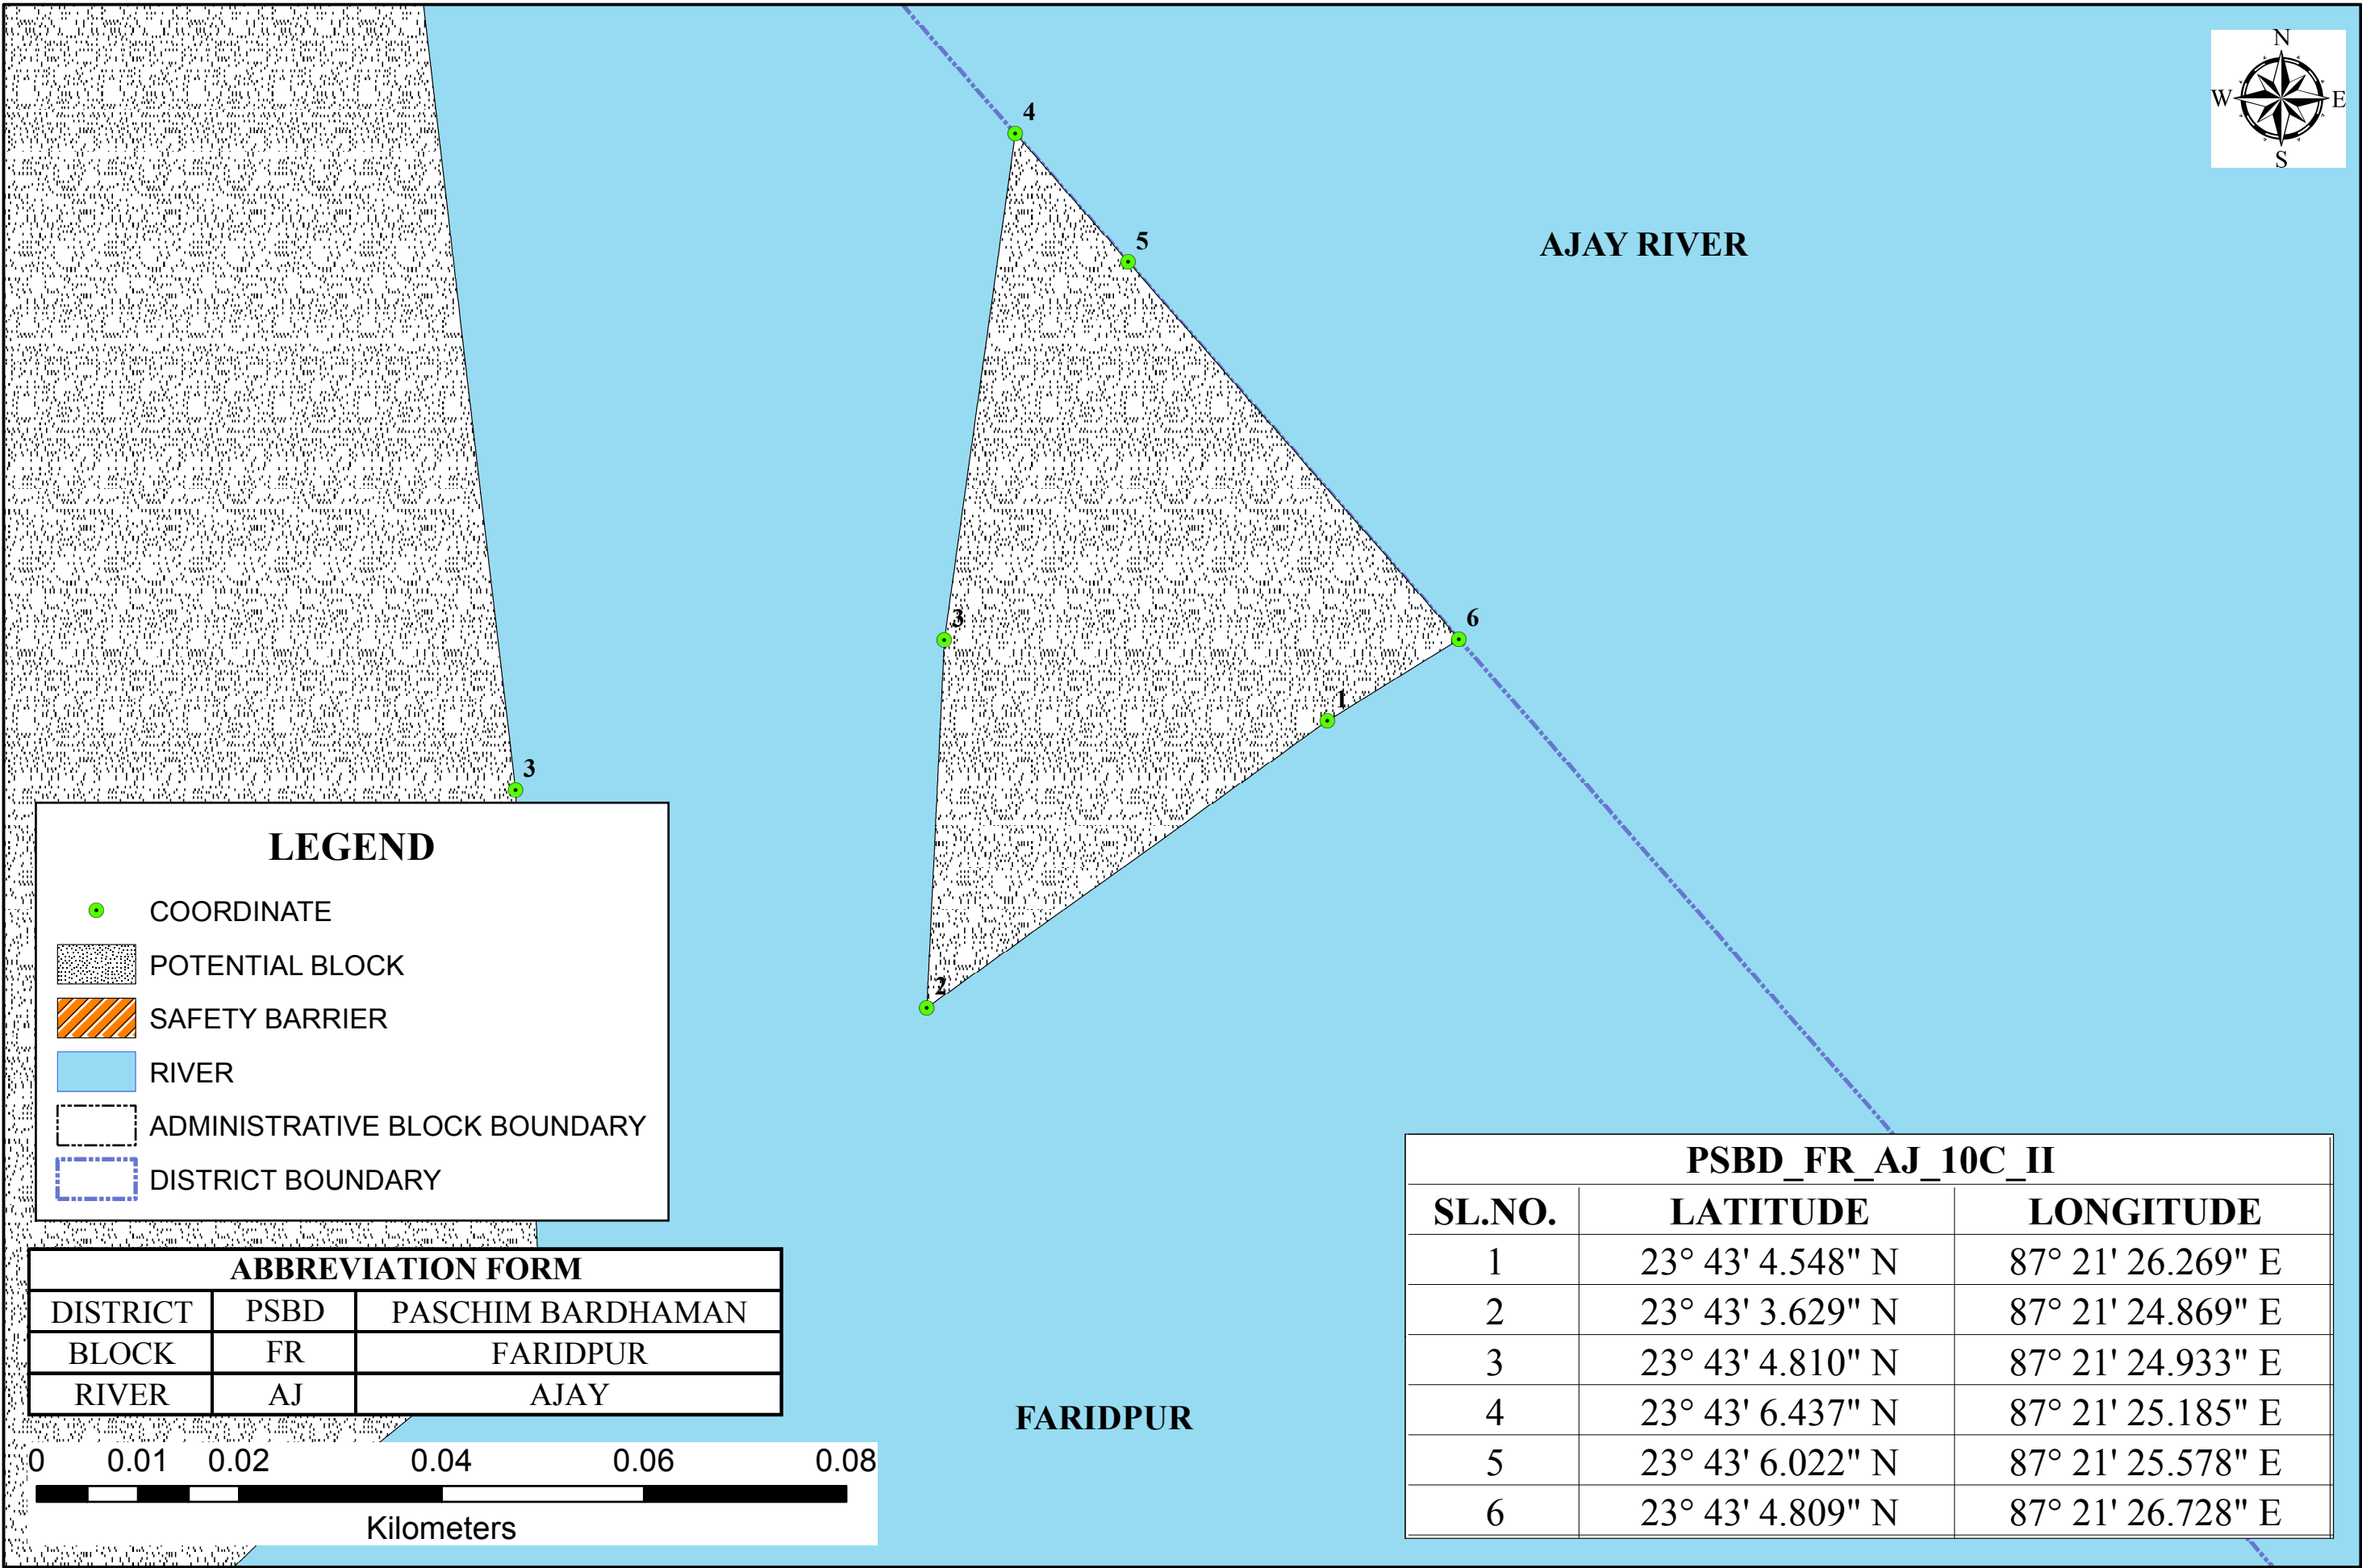 N
W E
S
4
5
AJAY RIVER
3
6
1
3
2
LEGEND
COORDINATE
POTENTIAL BLOCK
SAFETY BARRIER
RIVER
ADMINISTRATIVE BLOCK BOUNDARY
DISTRICT BOUNDARY
ABBREVIATION FORM
DISTRICT PSBD PASCHIM BARDHAMAN
BLOCK FR FARIDPUR
RIVER AJ AJAY
0 0.01 0.02 0.04 0.06 0.08
Kilometers
FARIDPUR
PSBD_FR_AJ_10C_II
SL.NO. LATITUDE LONGITUDE
1 23° 43' 4.548" N 87° 21' 26.269" E
2 23° 43' 3.629" N 87° 21' 24.869" E
3 23° 43' 4.810" N 87° 21' 24.933" E
4 23° 43' 6.437" N 87° 21' 25.185" E
5 23° 43' 6.022" N 87° 21' 25.578" E
6 23° 43' 4.809" N 87° 21' 26.728" E